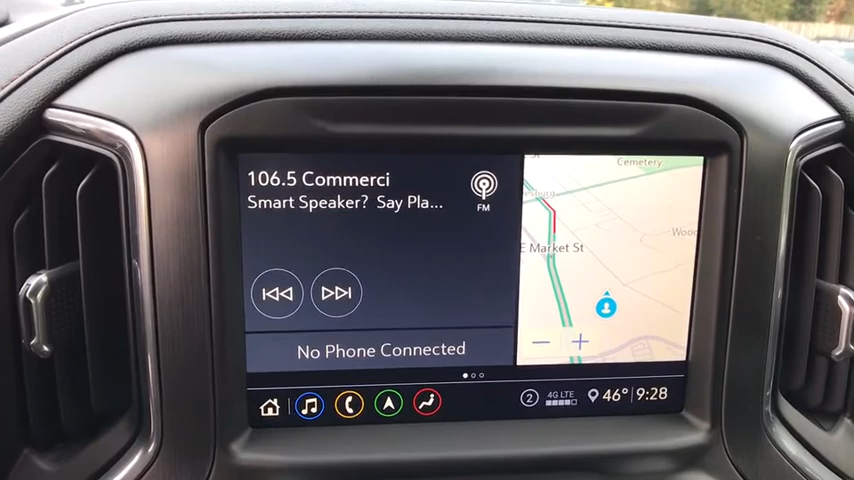 106.5 Commerci
Smart Speaker? Say Pla...
FM
No Phone Connected
Cemetery
E Market St
2
4G LTE
46°
9:28